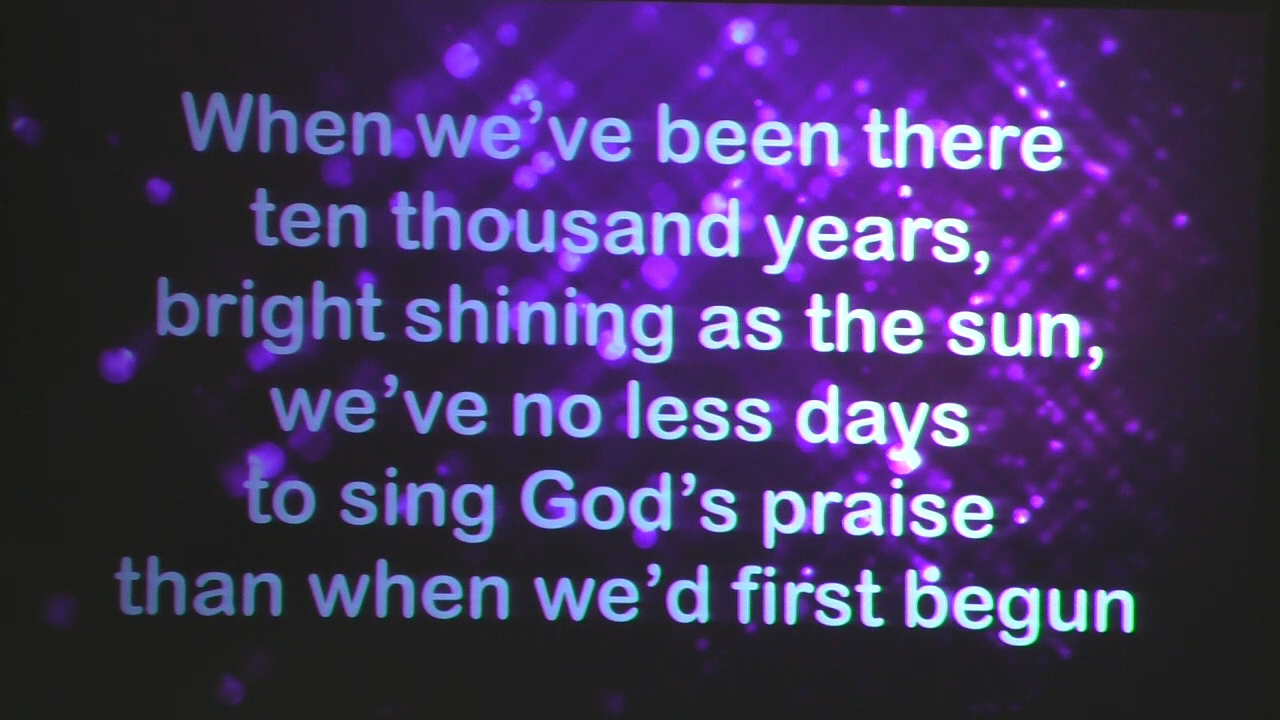 When we've been there
ten thousand years,
bright shining as the sun,
we've no less days
to sing God's praise
than when we'd first begun